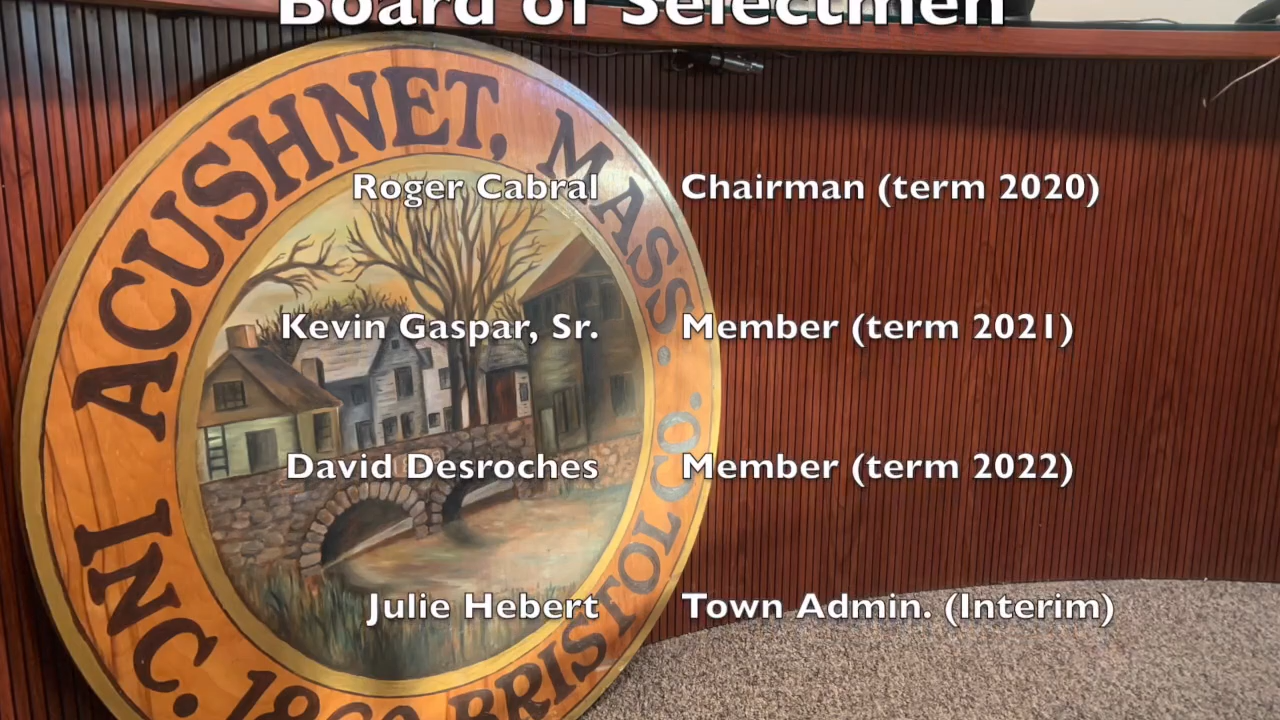 Board of Selectmen
ACUSHNET, MASS.
Roger Cabral Chairman (term 2020)
Kevin Gaspar, Sr. Member (term 2021)
David Desroches Member (term 2022)
Julie Hebert Town Admin. (Interim)
INC. BRISTOL CO.